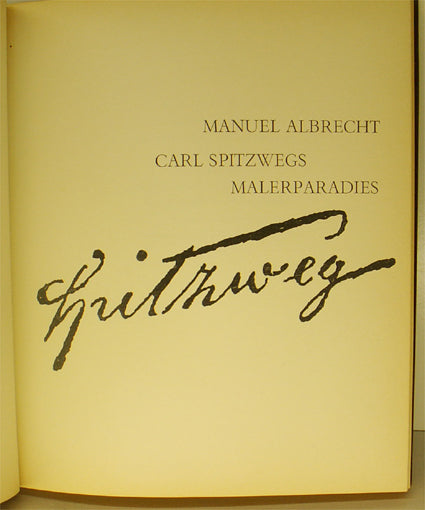 MANUEL ALBRECHT
CARL SPITZWEGS
MALERPARADIES
Spitzweg